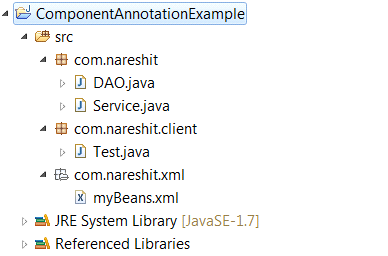 ComponentAnnotationExample
src
com.nareshit
DAO.java
Service.java
com.nareshit.client
Test.java
com.nareshit.xml
myBeans.xml
JRE System Library [JavaSE-1.7]
Referenced Libraries